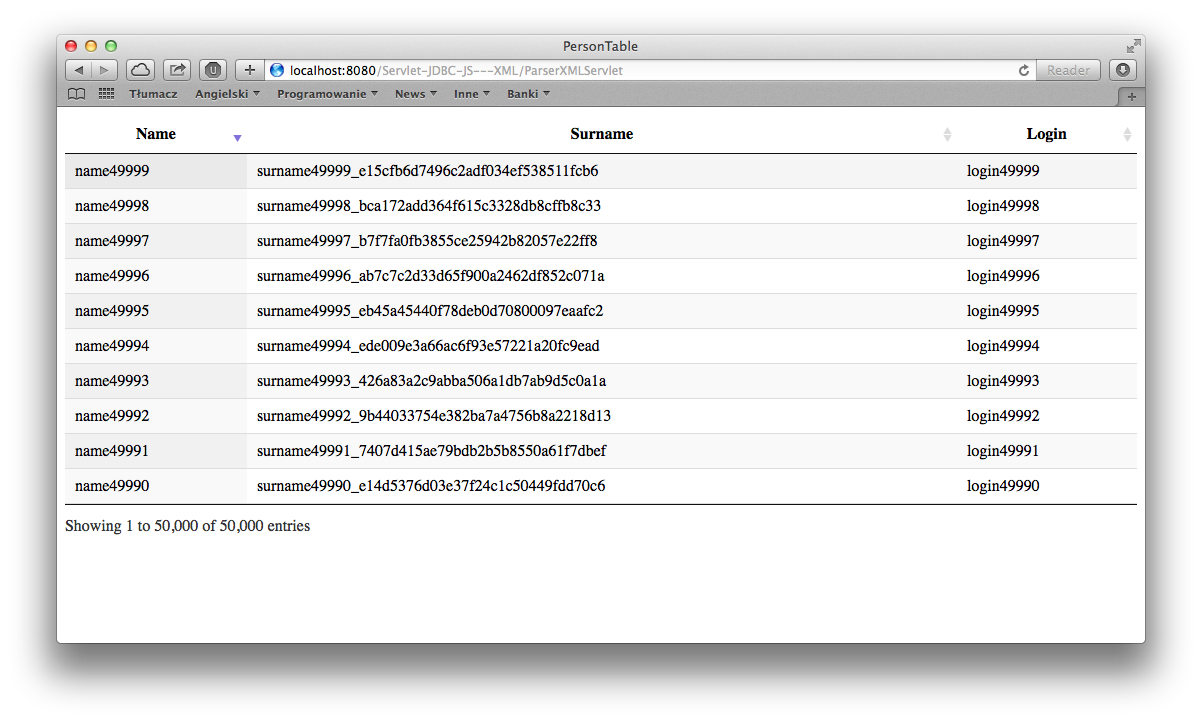 PersonTable
localhost:8080/Servlet-JDBC-JS---XML/ParserXMLServlet Reader
Tłumacz Angielski Programowanie News Inne Banki
Name Surname Login
name49999 surname49999_e15cfb6d7496c2adf034ef538511fcb6 login49999
name49998 surname49998_bca172add364f615c3328db8cffb8c33 login49998
name49997 surname49997_b7f7fa0fb3855ce25942b82057e22ff8 login49997
name49996 surname49996_ab7c7c2d33d65f900a2462df852c071a login49996
name49995 surname49995_eb45a45440f78deb0d70800097eaafc2 login49995
name49994 surname49994_ede009e3a66ac6f93e57221a20fc9ead login49994
name49993 surname49993_426a83a2c9abba506a1db7ab9d5c0a1a login49993
name49992 surname49992_9b44033754e382ba7a4756b8a2218d13 login49992
name49991 surname49991_7407d415ae79bdb2b5b8550a61f7dbef login49991
name49990 surname49990_e14d5376d03e37f24c1c50449fdd70c6 login49990
Showing 1 to 50,000 of 50,000 entries